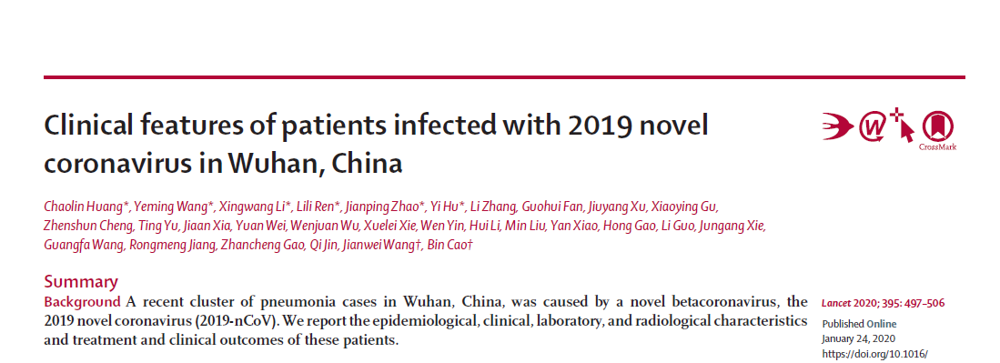 Clinical features of patients infected with 2019 novel
coronavirus in Wuhan, China
W
CrossMark
Chaolin Huang*, Yeming Wang*, Xingwang Li*, Lili Ren*, Jianping Zhao*, Yi Hu*, Li Zhang, Guohui Fan, Jiuyang Xu, Xiaoying Gu,
Zhenshun Cheng, Ting Yu, Jiaan Xia, Yuan Wei, Wenjuan Wu, Xuelei Xie, Wen Yin, Hui Li, Min Liu, Yan Xiao, Hong Gao, Li Guo, Jungang Xie,
Guangfa Wang, Rongmeng Jiang, Zhancheng Gao, Qi Jin, Jianwei Wang†, Bin Cao†
Summary
Background A recent cluster of pneumonia cases in Wuhan, China, was caused by a novel betacoronavirus, the
2019 novel coronavirus (2019-nCoV). We report the epidemiological, clinical, laboratory, and radiological characteristics
and treatment and clinical outcomes of these patients.
Lancet 2020; 395: 497–506
Published Online
January 24, 2020
https://doi.org/10.1016/